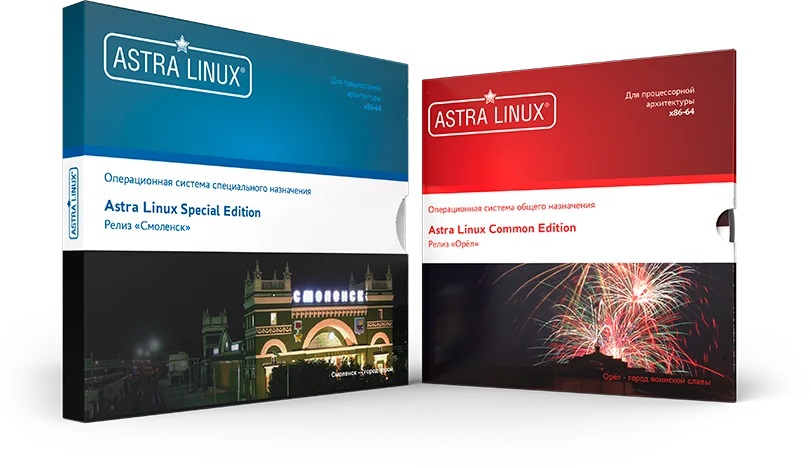 ASTRA LINUX®
Для процессорной
архитектуры
x86-64
ASTRA LINUX®
Операционная система специального назначения
Astra Linux Special Edition
Релиз «Смоленск»
СМОЛЕНСК
Смоленск – город-герой
ASTRA LINUX®
Для процессорной
архитектуры
x86-64
Операционная система общего назначения
Astra Linux Common Edition
Релиз «Орёл»
Орёл - город воинской славы